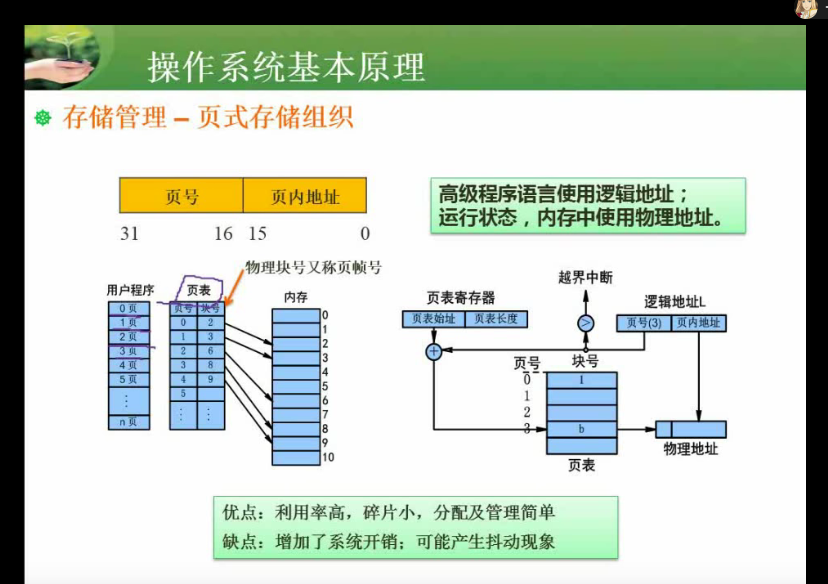 操作系统基本原理
存储管理 – 页式存储组织
页号 页内地址
31 16 15 0
高级程序语言使用逻辑地址；
运行状态，内存中使用物理地址。
物理块号又称页帧号
用户程序
0页
1页
2页
3页
4页
5页
⋮
n页
页表
页号 块号
0 2
1 3
2 6
3 8
4 9
5
⋮ ⋮
内存
0
1
2
3
4
5
6
7
8
9
10
越界中断
页表寄存器
页表始址 页表长度
逻辑地址L
页号(3) 页内地址
>
+
页号 块号
0 1
1
2
3 b
页表
物理地址
优点：利用率高，碎片小，分配及管理简单
缺点：增加了系统开销；可能产生抖动现象